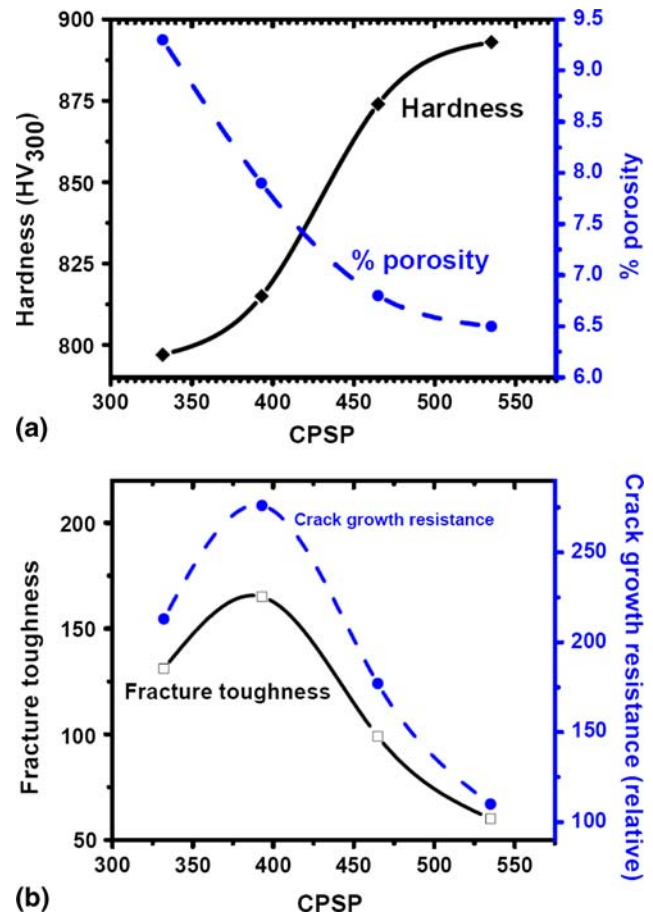 900
875
850
825
800
Hardness (HV300)
Hardness
% porosity
9.5
9.0
8.5
8.0
7.5
7.0
6.5
6.0
% porosity
300 350 400 450 500 550
CPSP
(a)
200
150
100
50
Fracture toughness
Crack growth resistance
Fracture toughness
250
200
150
100
Crack growth
resistance (relative)
300 350 400 450 500 550
CPSP
(b)